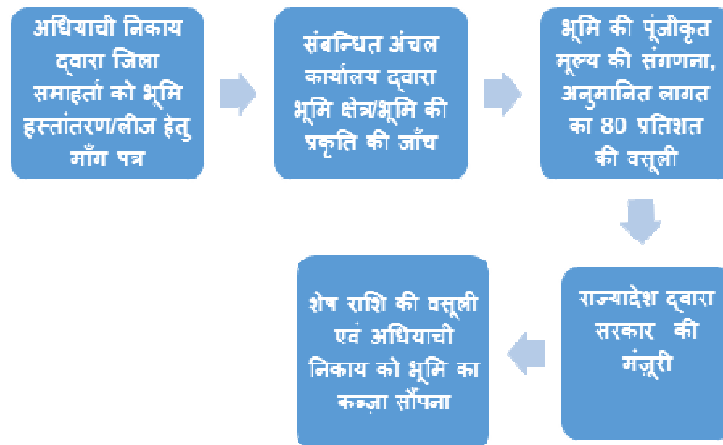 अधियाची निकाय
द्वारा जिला
समाहर्ता को भूमि
हस्तांतरण/लीज हेतु
माँग पत्र
संबन्धित अंचल
कार्यालय द्वारा
भूमि क्षेत्र/भूमि की
प्रकृति की जाँच
भूमि की पूंजीकृत
मूल्य की संगणना,
अनुमानित लागत
का 80 प्रतिशत
की वसूली
राज्यादेश द्वारा
सरकार की
मंज़ूरी
शेष राशि की वसूली
एवं अधियाची
निकाय को भूमि का
कब्ज़ा सौंपना